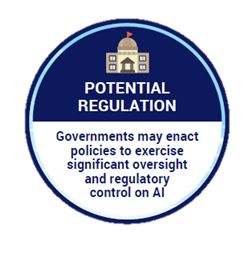 POTENTIAL
REGULATION
Governments may enact
policies to exercise
significant oversight
and regulatory
control on AI